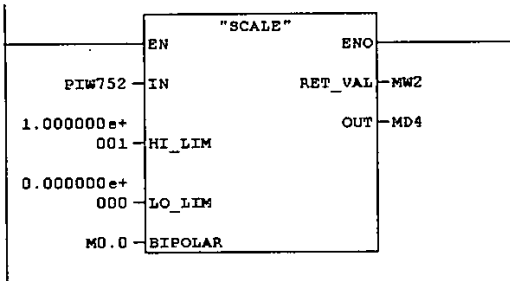 "SCALE"
EN ENO
PIW752 IN RET_VAL MW2
1.000000e+ OUT MD4
001 HI_LIM
0.000000e+
000 LO_LIM
M0.0 BIPOLAR